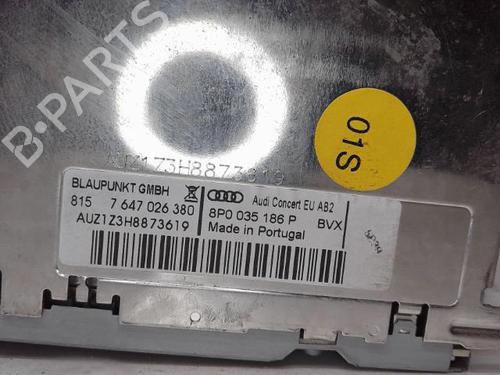 B-PARTS
01S
AUZ1Z3H8873619
BLAUPUNKT GMBH
Audi Concert EU AB2
815 7 647 026 380
8P0 035 186 P BVX
AUZ1Z3H8873619
Made in Portugal